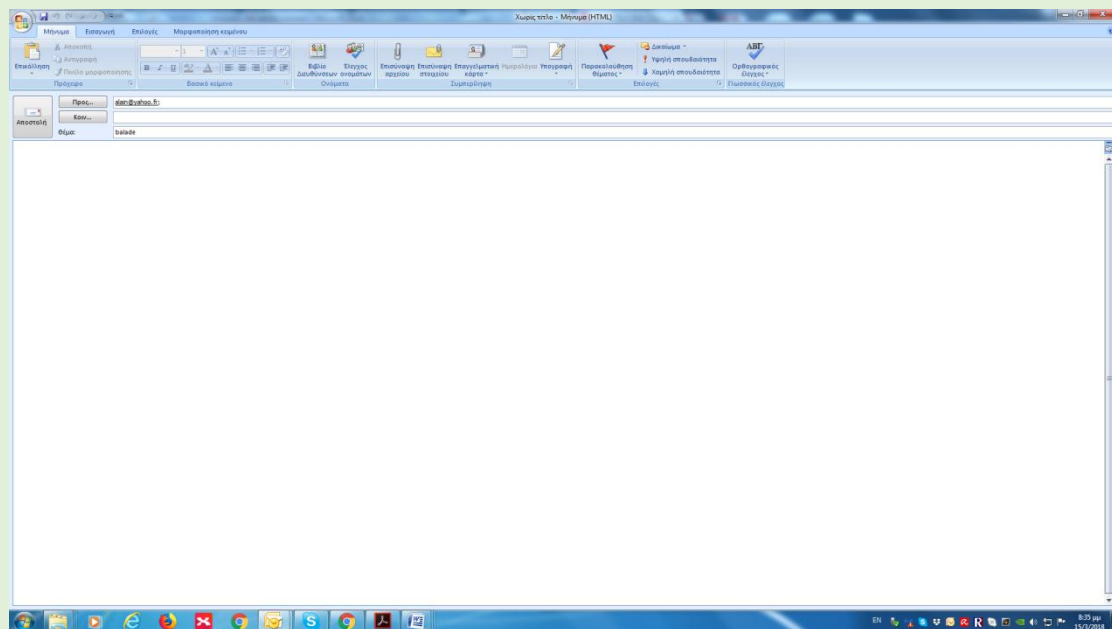 Χωρίς τίτλο - Μήνυμα (HTML)
Μήνυμα Εισαγωγή Επιλογές Μορφοποίηση κειμένου
Επικόλληση
Αποκοπή
Αντιγραφή
Πινέλο μορφοποίησης
Πρόχειρο
B I U
Βασικό κείμενο
Βιβλίο Διευθύνσεων
Έλεγχος ονομάτων
Ονόματα
Επισύναψη αρχείου
Επισύναψη στοιχείου
Επαγγελματική κάρτα
Ημερολόγιο
Υπογραφή
Συμπερίληψη
Παρακολούθηση θέματος
Δικαίωμα
Υψηλή σπουδαιότητα
Χαμηλή σπουδαιότητα
Επιλογές
ΑΒΓ
Ορθογραφικός έλεγχος
Γλωσσικός έλεγχος
Αποστολή
Προς... alain@yahoo.fr;
Κοιν...
Θέμα: balade
EN
8:35 μμ
15/3/2018